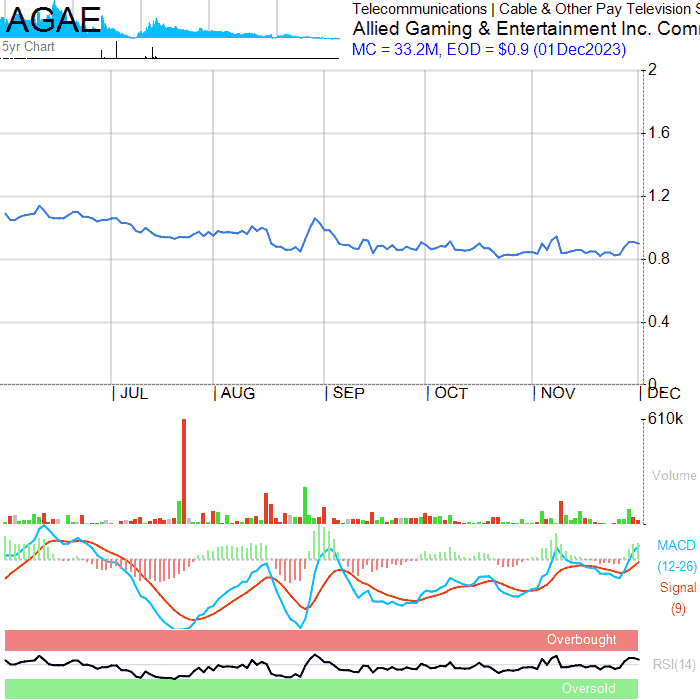 AGAE
5yr Chart
Telecommunications | Cable & Other Pay Television S
Allied Gaming & Entertainment Inc. Com
MC = 33.2M, EOD = $0.9 (01Dec2023)
2
1.6
1.2
0.8
0.4
0
JUL AUG SEP OCT NOV DEC
610k
Volume
MACD
(12-26)
Signal
(9)
Overbought
RSI(14)
Oversold